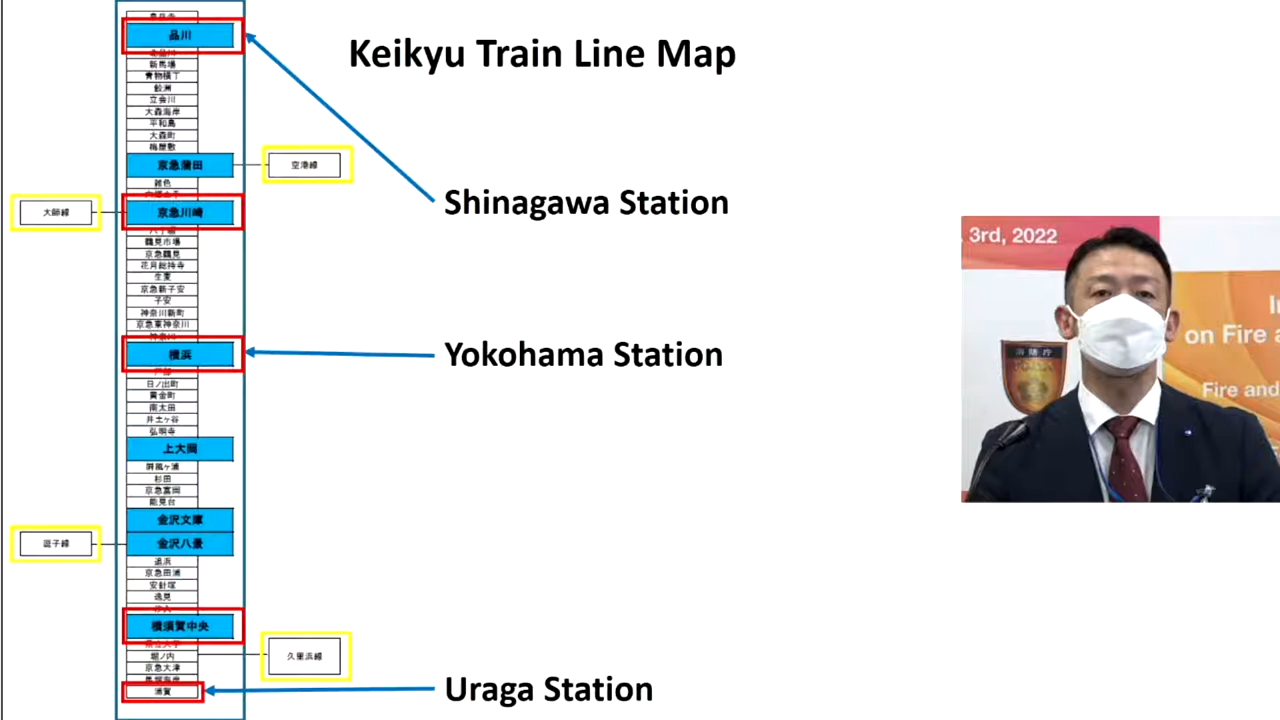 Keikyu Train Line Map
品川
新馬場
青物横丁
鮫洲
立会川
大森海岸
平和島
大森町
梅屋敷
京急蒲田
空港線
雑色
大師線
京急川崎
鶴見市場
京急鶴見
花月総持寺
生麦
京急新子安
子安
神奈川新町
京急東神奈川
横浜
日ノ出町
黄金町
南太田
井土ヶ谷
弘明寺
上大岡
屏風ヶ浦
杉田
京急富岡
能見台
金沢文庫
逗子線
金沢八景
追浜
京急田浦
安針塚
逸見
横須賀中央
堀ノ内
久里浜線
京急大津
浦賀
Shinagawa Station
Yokohama Station
Uraga Station
3rd, 2022
on Fire
Fire and
消防庁